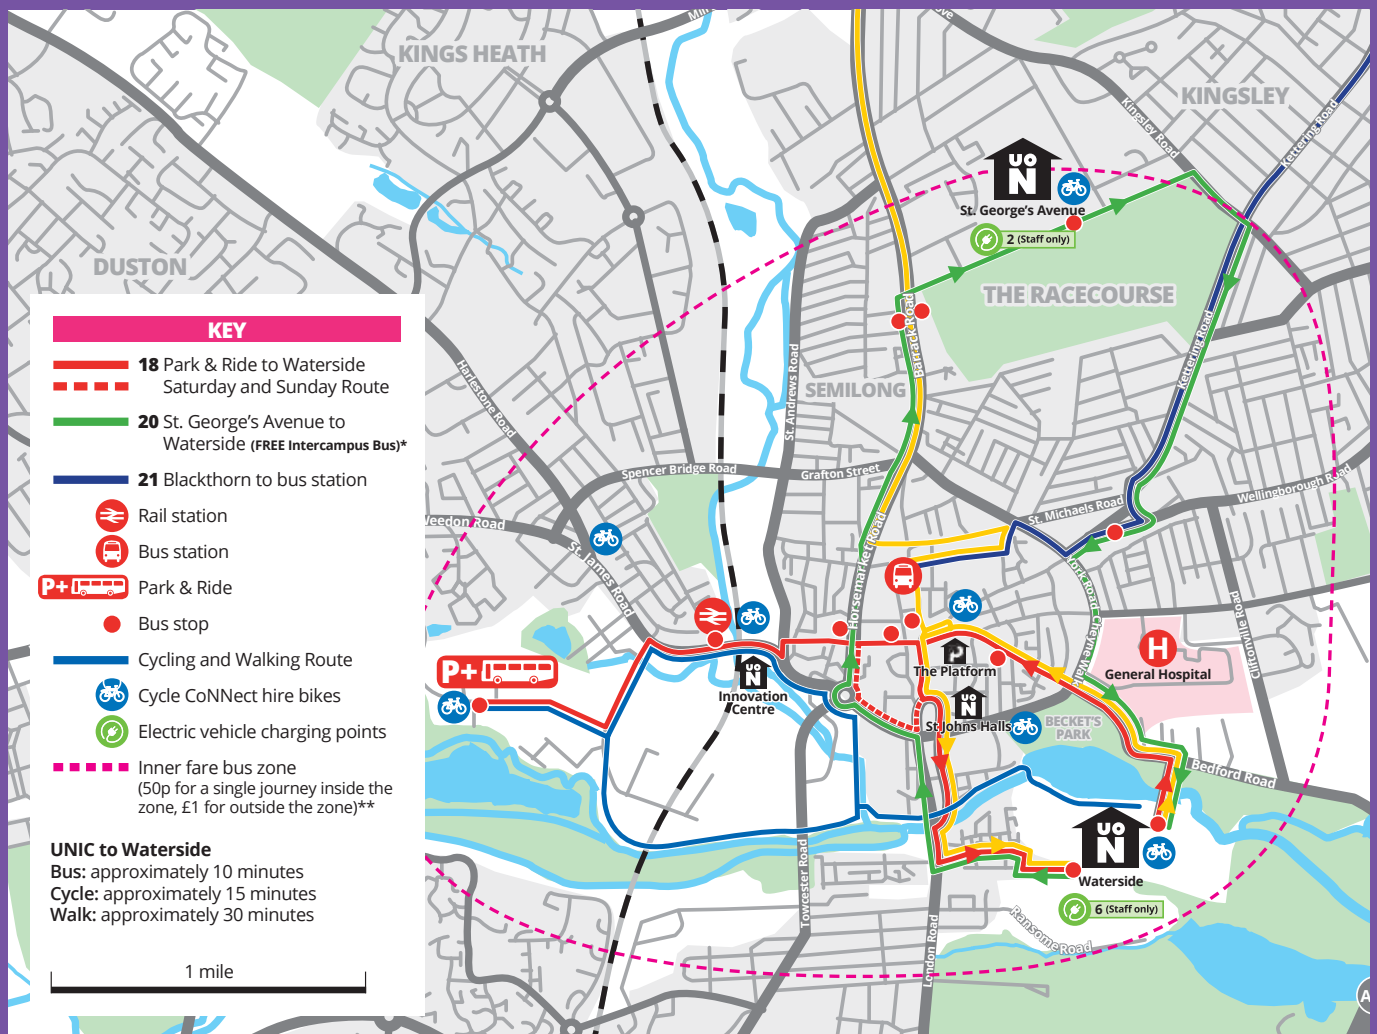 KEY
18 Park & Ride to Waterside
Saturday and Sunday Route
20 St. George's Avenue to
Waterside (FREE Intercampus Bus)*
21 Blackthorn to bus station
Rail station
Bus station
P+
Park & Ride
Bus stop
Cycling and Walking Route
Cycle CoNNect hire bikes
Electric vehicle charging points
Inner fare bus zone
(50p for a single journey inside the
zone, £1 for outside the zone)**
UNIC to Waterside
Bus: approximately 10 minutes
Cycle: approximately 15 minutes
Walk: approximately 30 minutes
1 mile
KINGS HEATH
DUSTON
KINGSLEY
Kingsley Road
Kettering Road
UON
St. George's Avenue
2 (Staff only)
THE RACECOURSE
Barrack Road
Kettering Road
SEMILONG
St. Andrews Road
Harlestone Road
Spencer Bridge Road
Grafton Street
Wellingborough Road
St. Michaels Road
Weedon Road
St. James Road
Horsemarket Road
York Road
Cheyne Walk
Cliftonville Road
H
General Hospital
P
The Platform
P+
UON
Innovation
Centre
UON
St Johns Halls
BECKET'S
PARK
Bedford Road
UON
Waterside
6 (Staff only)
Towcester Road
London Road
Ransome Road
A